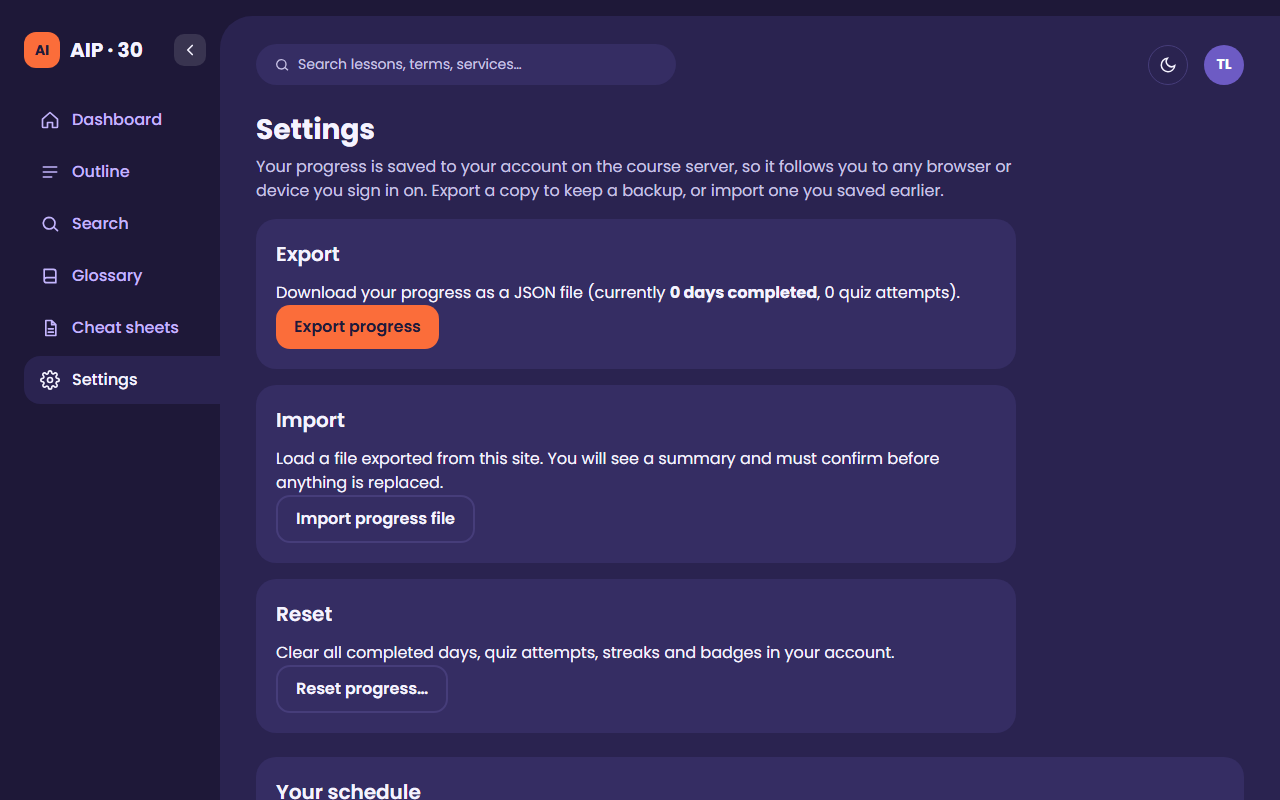 AI
AIP · 30
Dashboard
Outline
Search
Glossary
Cheat sheets
Settings
Search lessons, terms, services...
TL
Settings
Your progress is saved to your account on the course server, so it follows you to any browser or
device you sign in on. Export a copy to keep a backup, or import one you saved earlier.
Export
Download your progress as a JSON file (currently 0 days completed, 0 quiz attempts).
Export progress
Import
Load a file exported from this site. You will see a summary and must confirm before
anything is replaced.
Import progress file
Reset
Clear all completed days, quiz attempts, streaks and badges in your account.
Reset progress...
Your schedule